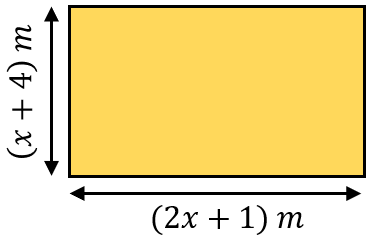 (x + 4) m
(2x + 1) m